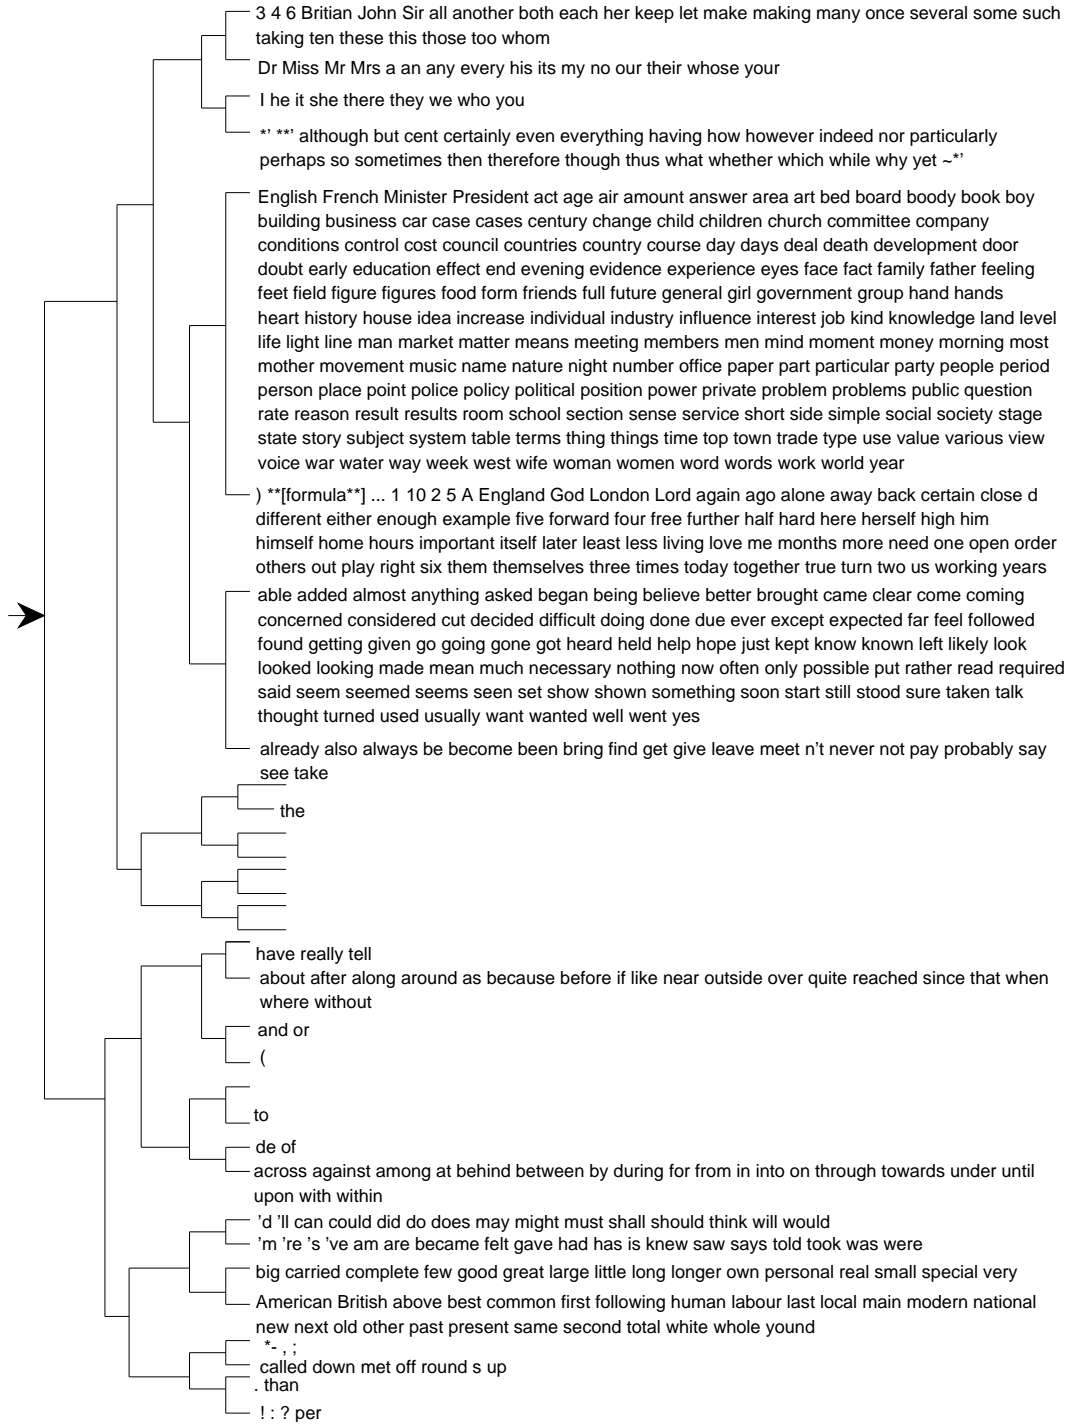 3 4 6 Britian John Sir all another both each her keep let make making many once several some such
taking ten these this those too whom
Dr Miss Mr Mrs a an any every his its my no our their whose your
I he it she there they we who you
*’ **’ although but cent certainly even everything having how however indeed nor particularly
perhaps so sometimes then therefore though thus what whether which while why yet ~*’
English French Minister President act age air amount answer area art bed board boody book boy
building business car case cases century change child children church committee company
conditions control cost council countries country course day days deal death development door
doubt early education effect end evening evidence experience eyes face fact family father feeling
feet field figure figures food form friends full future general girl government group hand hands
heart history house idea increase individual industry influence interest job kind knowledge land level
life light line man market matter means meeting members men mind moment money morning most
mother movement music name nature night number office paper part particular party people period
person place point police policy political position power private problem problems public question
rate reason result results room school section sense service short side simple social society stage
state story subject system table terms thing things time top town trade type use value various view
voice war water way week west wife woman women word words work world year
) **[formula**] ... 1 10 2 5 A England God London Lord again ago alone away back certain close d
different either enough example five forward four free further half hard here herself high him
himself home hours important itself later least less living love me months more need one open order
others out play right six them themselves three times today together true turn two us working years
able added almost anything asked began being believe better brought came clear come coming
concerned considered cut decided difficult doing done due ever except expected far feel followed
found getting given go going gone got heard held help hope just kept know known left likely look
looked looking made mean much necessary nothing now often only possible put rather read required
said seem seemed seems seen set show shown something soon start still stood sure taken talk
thought turned used usually want wanted well went yes
already also always be become been bring find get give leave meet n’t never not pay probably say
see take
the
have really tell
about after along around as because before if like near outside over quite reached since that when
where without
and or
(
to
de of
across against among at behind between by during for from in into on through towards under until
upon with within
’d ’ll can could did do does may might must shall should think will would
’m ’re ’s ’ve am are became felt gave had has is knew saw says told took was were
big carried complete few good great large little long longer own personal real small special very
American British above best common first following human labour last local main modern national
new next old other past present same second total white whole yound
*- , ;
called down met off round s up
. than
! : ? per